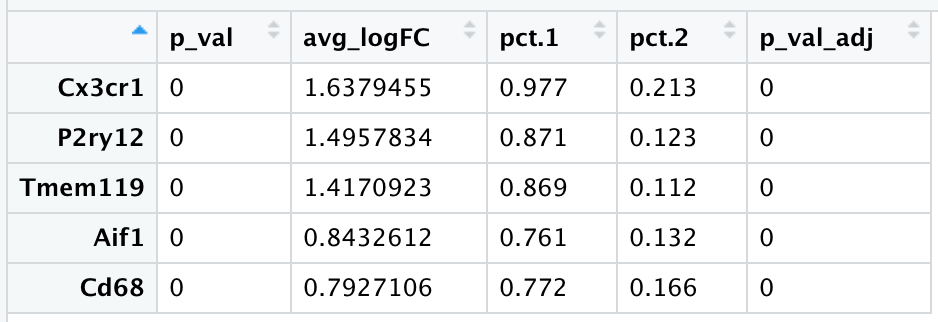 p_val avg_logFC pct.1 pct.2 p_val_adj
Cx3cr1 0 1.6379455 0.977 0.213 0
P2ry12 0 1.4957834 0.871 0.123 0
Tmem119 0 1.4170923 0.869 0.112 0
Aif1 0 0.8432612 0.761 0.132 0
Cd68 0 0.7927106 0.772 0.166 0